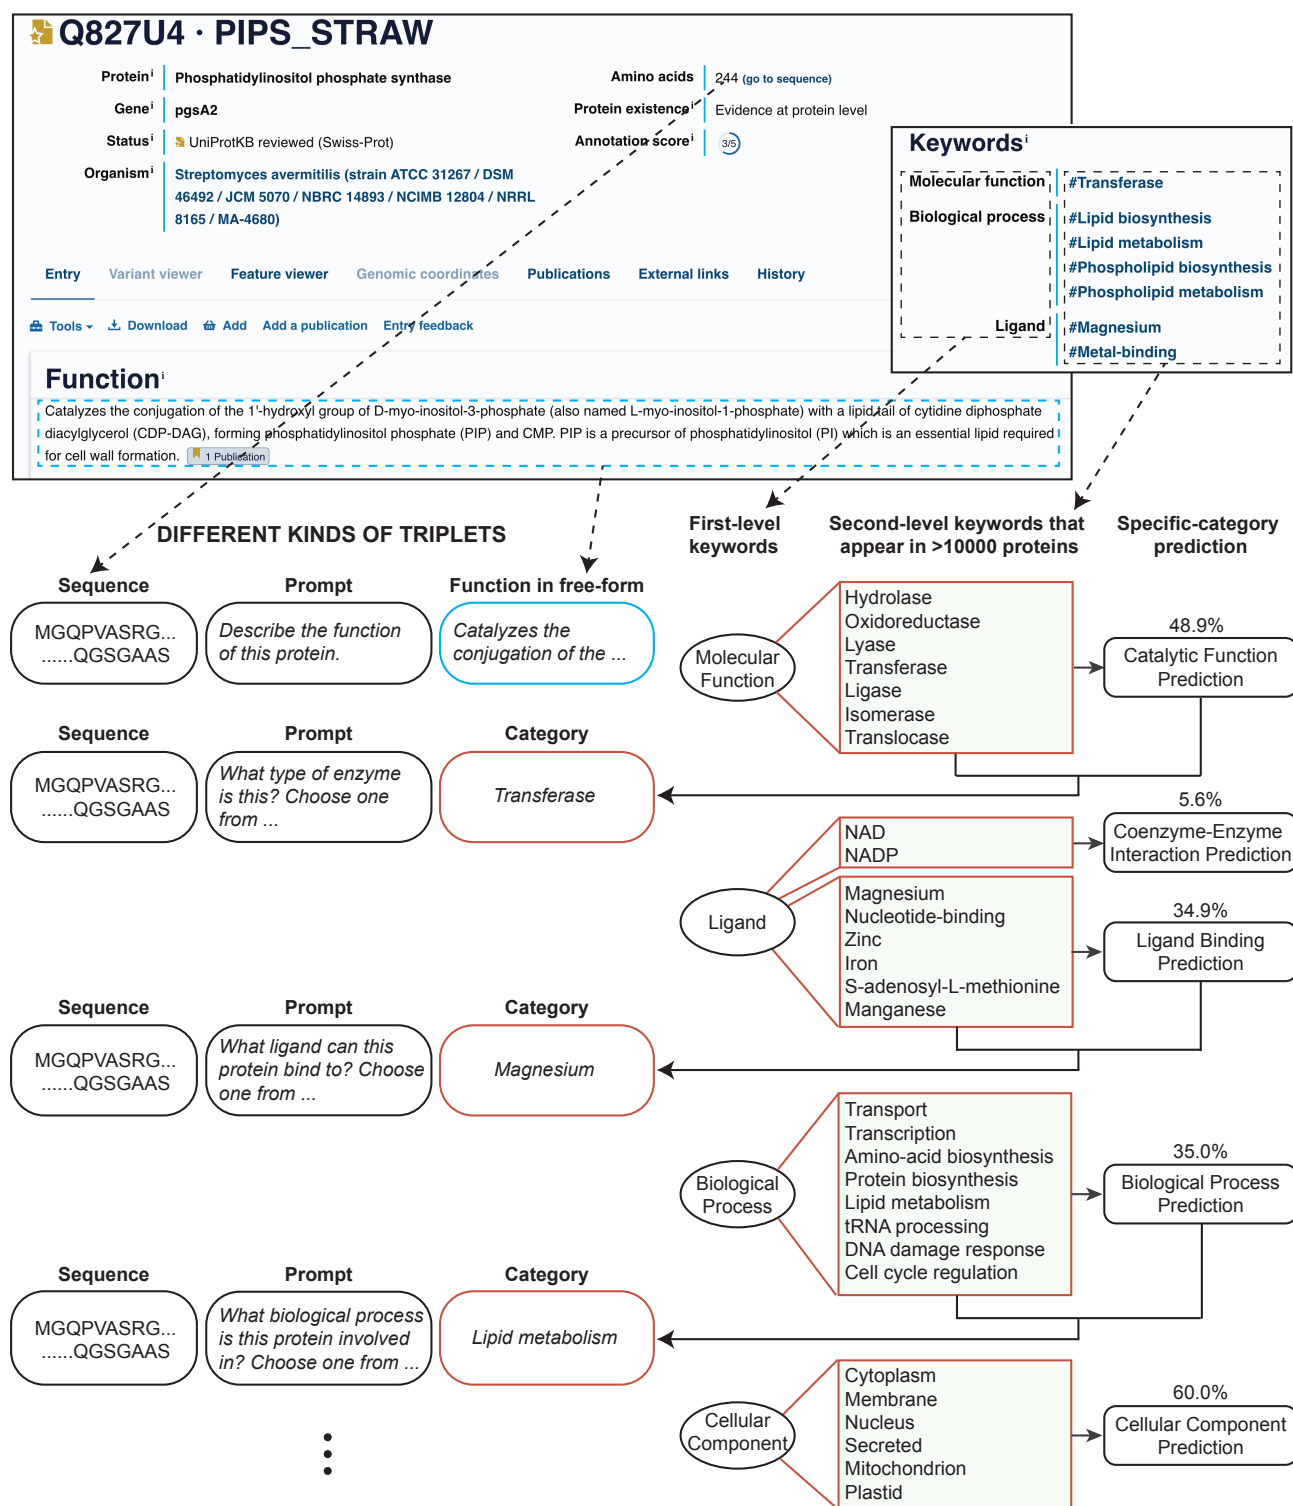 Q827U4 · PIPS_STRAW
Protein i Phosphatidylinositol phosphate synthase
Gene i pgsA2
Status i UniProtKB reviewed (Swiss-Prot)
Organism i Streptomyces avermitilis (strain ATCC 31267 / DSM
46492 / JCM 5070 / NBRC 14893 / NCIMB 12804 / NRRL
8165 / MA-4680)
Amino acids 244 (go to sequence)
Protein existence i Evidence at protein level
Annotation score i 3/5
Keywords i
Molecular function #Transferase
Biological process #Lipid biosynthesis
#Lipid metabolism
#Phospholipid biosynthesis
#Phospholipid metabolism
Ligand #Magnesium
#Metal-binding
Entry Variant viewer Feature viewer Genomic coordinates Publications External links History
Tools Download Add Add a publication Entry feedback
Function i
Catalyzes the conjugation of the 1'-hydroxyl group of D-myo-inositol-3-phosphate (also named L-myo-inositol-1-phosphate) with a lipid tail of cytidine diphosphate
diacylglycerol (CDP-DAG), forming phosphatidylinositol phosphate (PIP) and CMP. PIP is a precursor of phosphatidylinositol (PI) which is an essential lipid required
for cell wall formation. 1 Publication
DIFFERENT KINDS OF TRIPLETS
Sequence Prompt Function in free-form
MGQPVASRG...
......QGSGAAS
Describe the function
of this protein.
Catalyzes the
conjugation of the ...
Sequence Prompt Category
MGQPVASRG...
......QGSGAAS
What type of enzyme
is this? Choose one
from ...
Transferase
Sequence Prompt Category
MGQPVASRG...
......QGSGAAS
What ligand can this
protein bind to? Choose
one from ...
Magnesium
Sequence Prompt Category
MGQPVASRG...
......QGSGAAS
What biological process
is this protein involved
in? Choose one from ...
Lipid metabolism
First-level
keywords
Second-level keywords that
appear in >10000 proteins
Specific-category
prediction
Molecular
Function
Hydrolase
Oxidoreductase
Lyase
Transferase
Ligase
Isomerase
Translocase
48.9%
Catalytic Function
Prediction
Ligand
NAD
NADP
5.6%
Coenzyme-Enzyme
Interaction Prediction
Magnesium
Nucleotide-binding
Zinc
Iron
S-adenosyl-L-methionine
Manganese
34.9%
Ligand Binding
Prediction
Biological
Process
Transport
Transcription
Amino-acid biosynthesis
Protein biosynthesis
Lipid metabolism
tRNA processing
DNA damage response
Cell cycle regulation
35.0%
Biological Process
Prediction
Cellular
Component
Cytoplasm
Membrane
Nucleus
Secreted
Mitochondrion
Plastid
60.0%
Cellular Component
Prediction